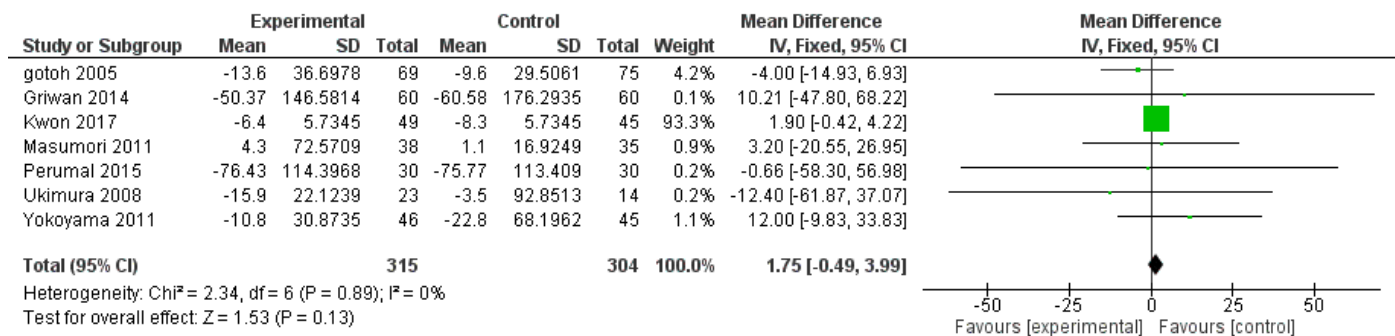 Experimental Control Mean Difference Mean Difference
Study or Subgroup Mean SD Total Mean SD Total Weight IV, Fixed, 95% CI IV, Fixed, 95% CI
gotoh 2005 -13.6 36.6978 69 -9.6 29.5061 75 4.2% -4.00 [-14.93, 6.93]
Griwan 2014 -50.37 146.5814 60 -60.58 176.2935 60 0.1% 10.21 [-47.80, 68.22]
Kwon 2017 -6.4 5.7345 49 -8.3 5.7345 45 93.3% 1.90 [-0.42, 4.22]
Masumori 2011 4.3 72.5709 38 1.1 16.9249 35 0.9% 3.20 [-20.55, 26.95]
Perumal 2015 -76.43 114.3968 30 -75.77 113.409 30 0.2% -0.66 [-58.30, 56.98]
Ukimura 2008 -15.9 22.1239 23 -3.5 92.8513 14 0.2% -12.40 [-61.87, 37.07]
Yokoyama 2011 -10.8 30.8735 46 -22.8 68.1962 45 1.1% 12.00 [-9.83, 33.83]
Total (95% CI) 315 304 100.0% 1.75 [-0.49, 3.99]
Heterogeneity: Chi² = 2.34, df = 6 (P = 0.89); I² = 0%
Test for overall effect: Z = 1.53 (P = 0.13)
-50 -25 0 25 50
Favours [experimental] Favours [control]